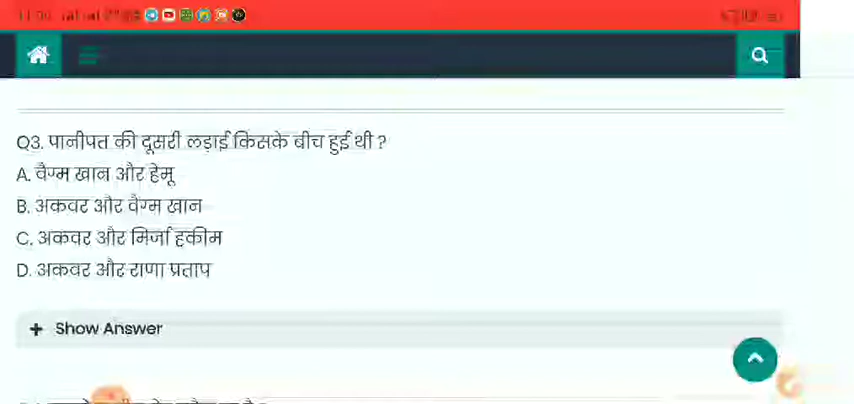 Q3. पानीपत की दूसरी लड़ाई किसके बीच हुई थी ?
A. वैग्म खान और हेमू
B. अकवर और वैग्म खान
C. अकवर और मिर्जा हकीम
D. अकवर और राणा प्रताप
+ Show Answer